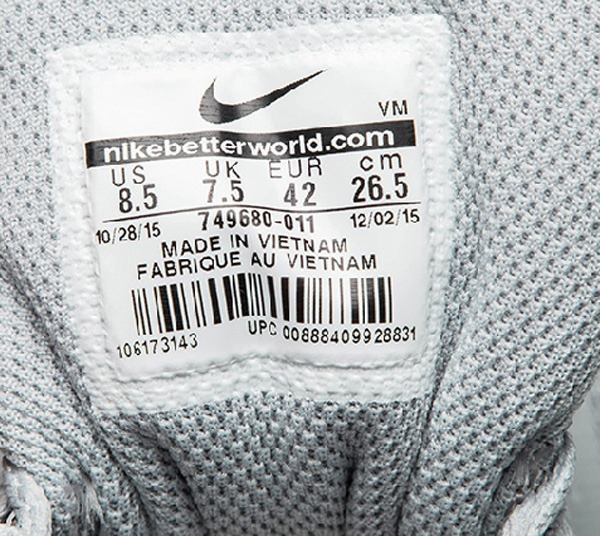 VM
nikebetterworld.com
US UK EUR cm
8.5 7.5 42 26.5
10/28/15 749680-011 12/02/15
MADE IN VIETNAM
FABRIQUE AU VIETNAM
106173143 UPC 00888409928831